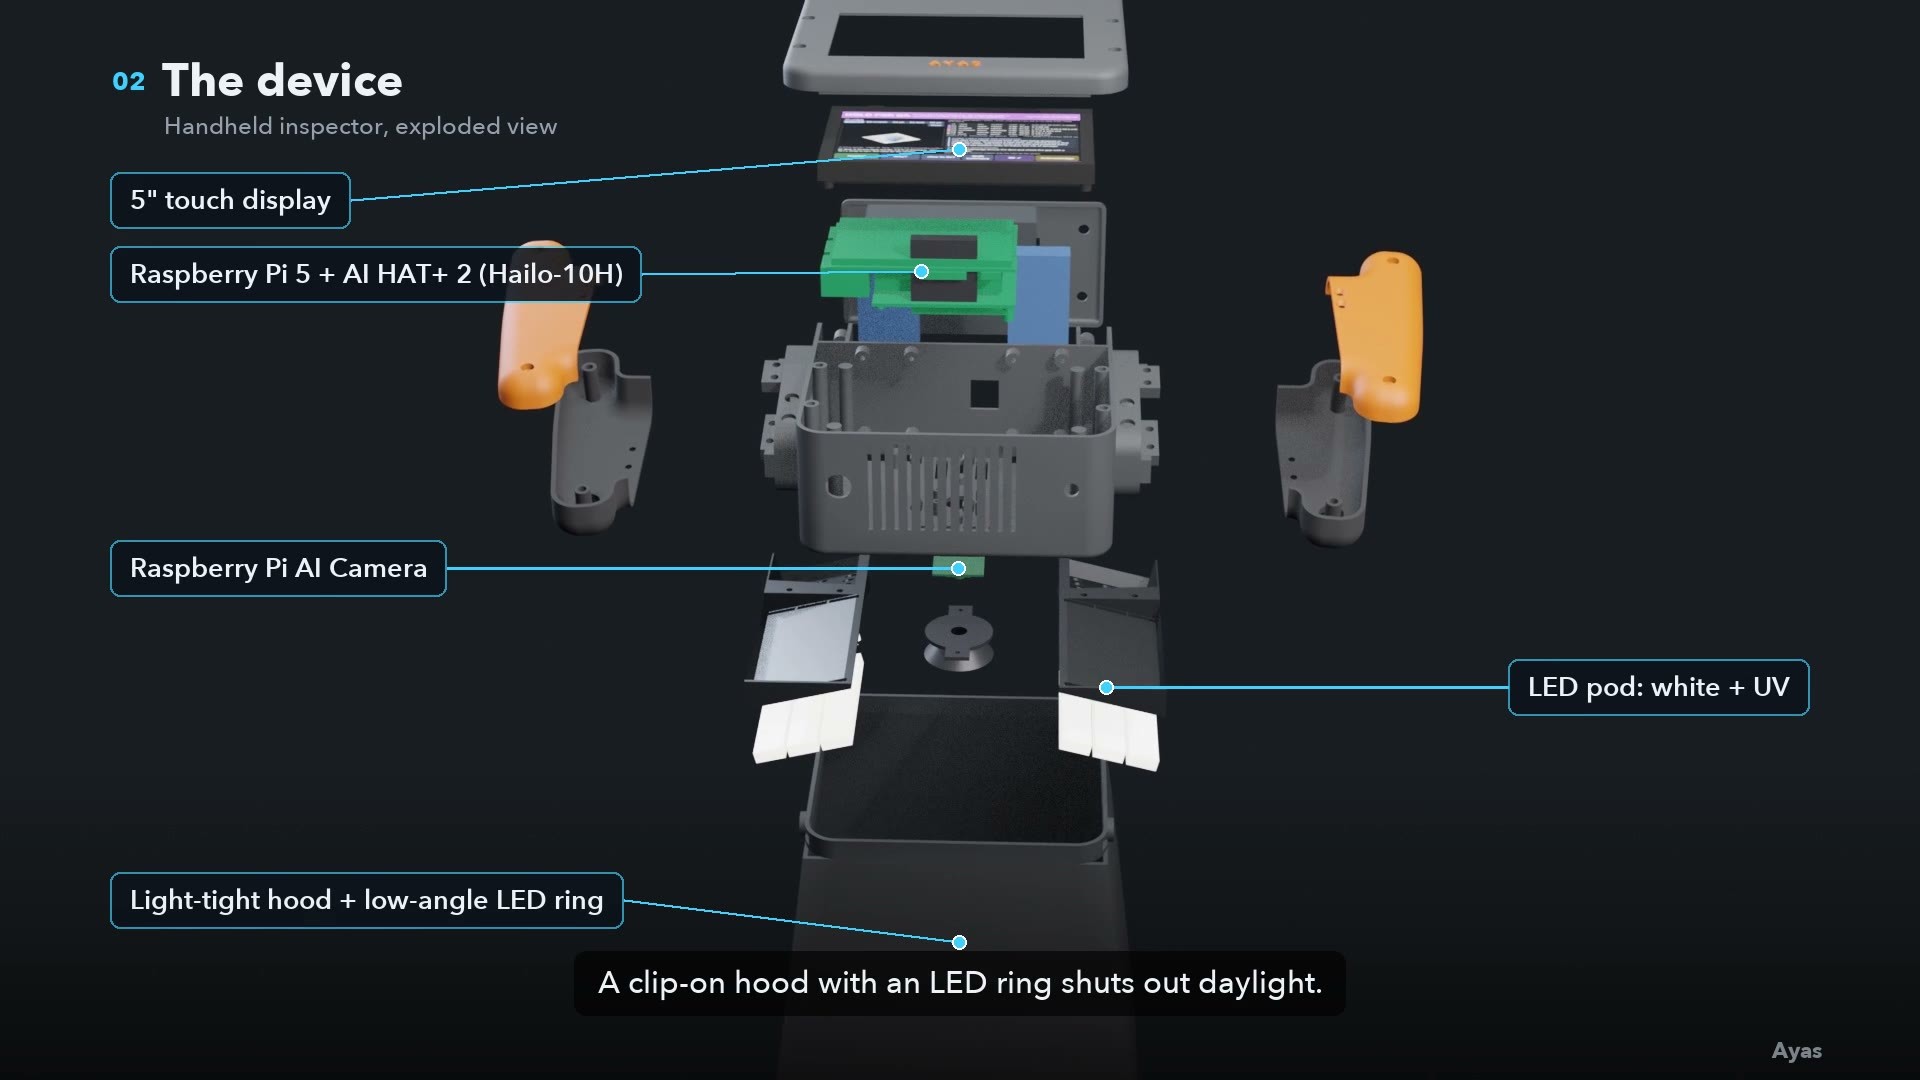 02 The device
Handheld inspector, exploded view
AYAS
5" touch display
Raspberry Pi 5 + AI HAT+ 2 (Hailo-10H)
Raspberry Pi AI Camera
LED pod: white + UV
Light-tight hood + low-angle LED ring
A clip-on hood with an LED ring shuts out daylight.
Ayas